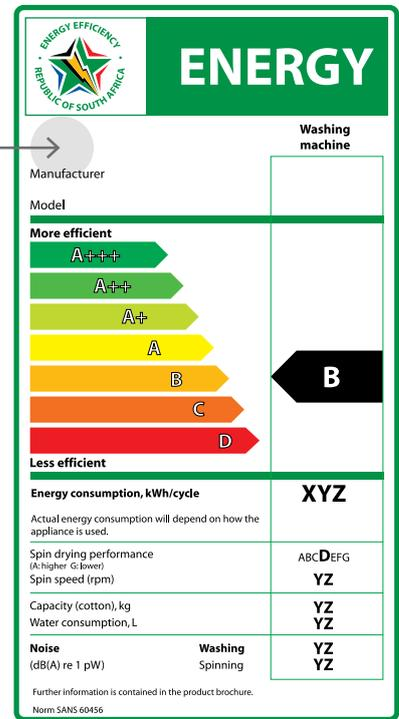 ENERGY EFFICIENCY
REPUBLIC OF SOUTH AFRICA
ENERGY
Washing
machine
Manufacturer
Model
More efficient
A+++
A++
A+
A
B
B
C
D
Less efficient
Energy consumption, kWh/cycle XYZ
Actual energy consumption will depend on how the
appliance is used.
Spin drying performance ABCDEFG
(A: higher G: lower)
Spin speed (rpm) YZ
Capacity (cotton), kg YZ
Water consumption, L YZ
Noise Washing YZ
(dB(A) re 1 pW) Spinning YZ
Further information is contained in the product brochure.
Norm SANS 60456